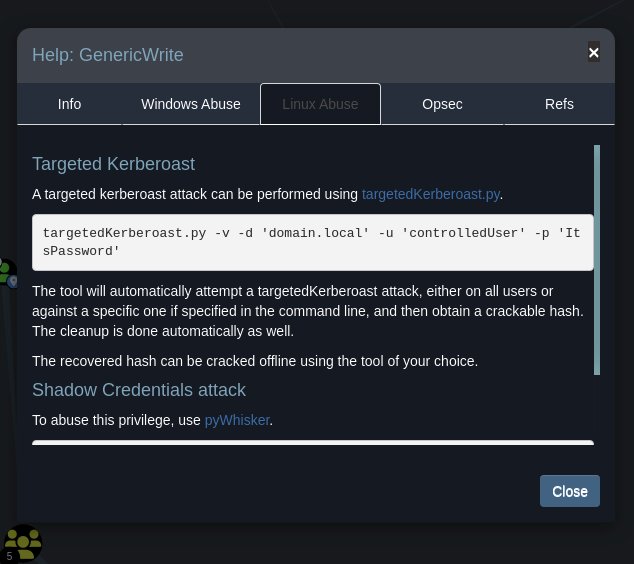 Help: GenericWrite
×
Info
Windows Abuse
Linux Abuse
Opsec
Refs
Targeted Kerberoast
A targeted kerberoast attack can be performed using targetedKerberoast.py.
targetedKerberoast.py -v -d 'domain.local' -u 'controlledUser' -p 'It
sPassword'
The tool will automatically attempt a targetedKerberoast attack, either on all users or
against a specific one if specified in the command line, and then obtain a crackable hash.
The cleanup is done automatically as well.
The recovered hash can be cracked offline using the tool of your choice.
Shadow Credentials attack
To abuse this privilege, use pyWhisker.
Close
5